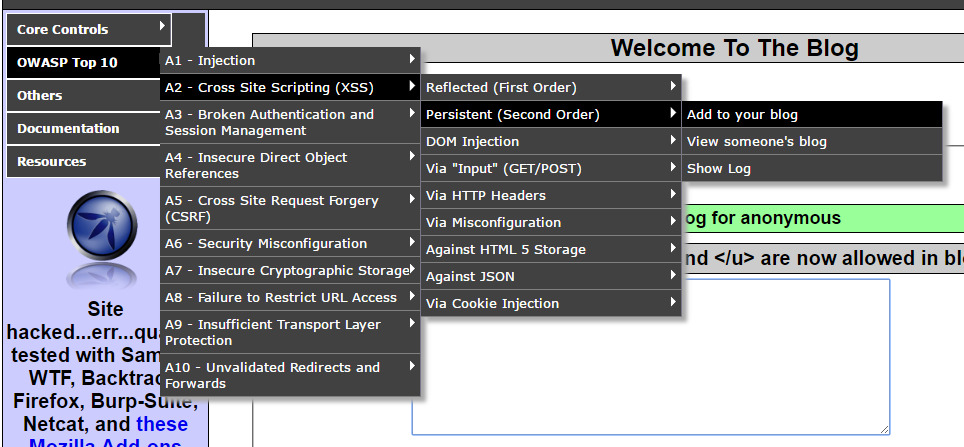 Core Controls
OWASP Top 10
Others
Documentation
Resources
A1 - Injection
A2 - Cross Site Scripting (XSS)
A3 - Broken Authentication and
Session Management
A4 - Insecure Direct Object
References
A5 - Cross Site Request Forgery
(CSRF)
A6 - Security Misconfiguration
A7 - Insecure Cryptographic Storage
A8 - Failure to Restrict URL Access
A9 - Insufficient Transport Layer
Protection
A10 - Unvalidated Redirects and
Forwards
Reflected (First Order)
Persistent (Second Order)
DOM Injection
Via "Input" (GET/POST)
Via HTTP Headers
Via Misconfiguration
Against HTML 5 Storage
Against JSON
Via Cookie Injection
Add to your blog
View someone's blog
Show Log
Welcome To The Blog
og for anonymous
nd </u> are now allowed in bl
Site
hacked...err...qu
tested with Sam
WTF, Backtra
Firefox, Burp-Suite,
Netcat, and these
Mozilla Add-ons